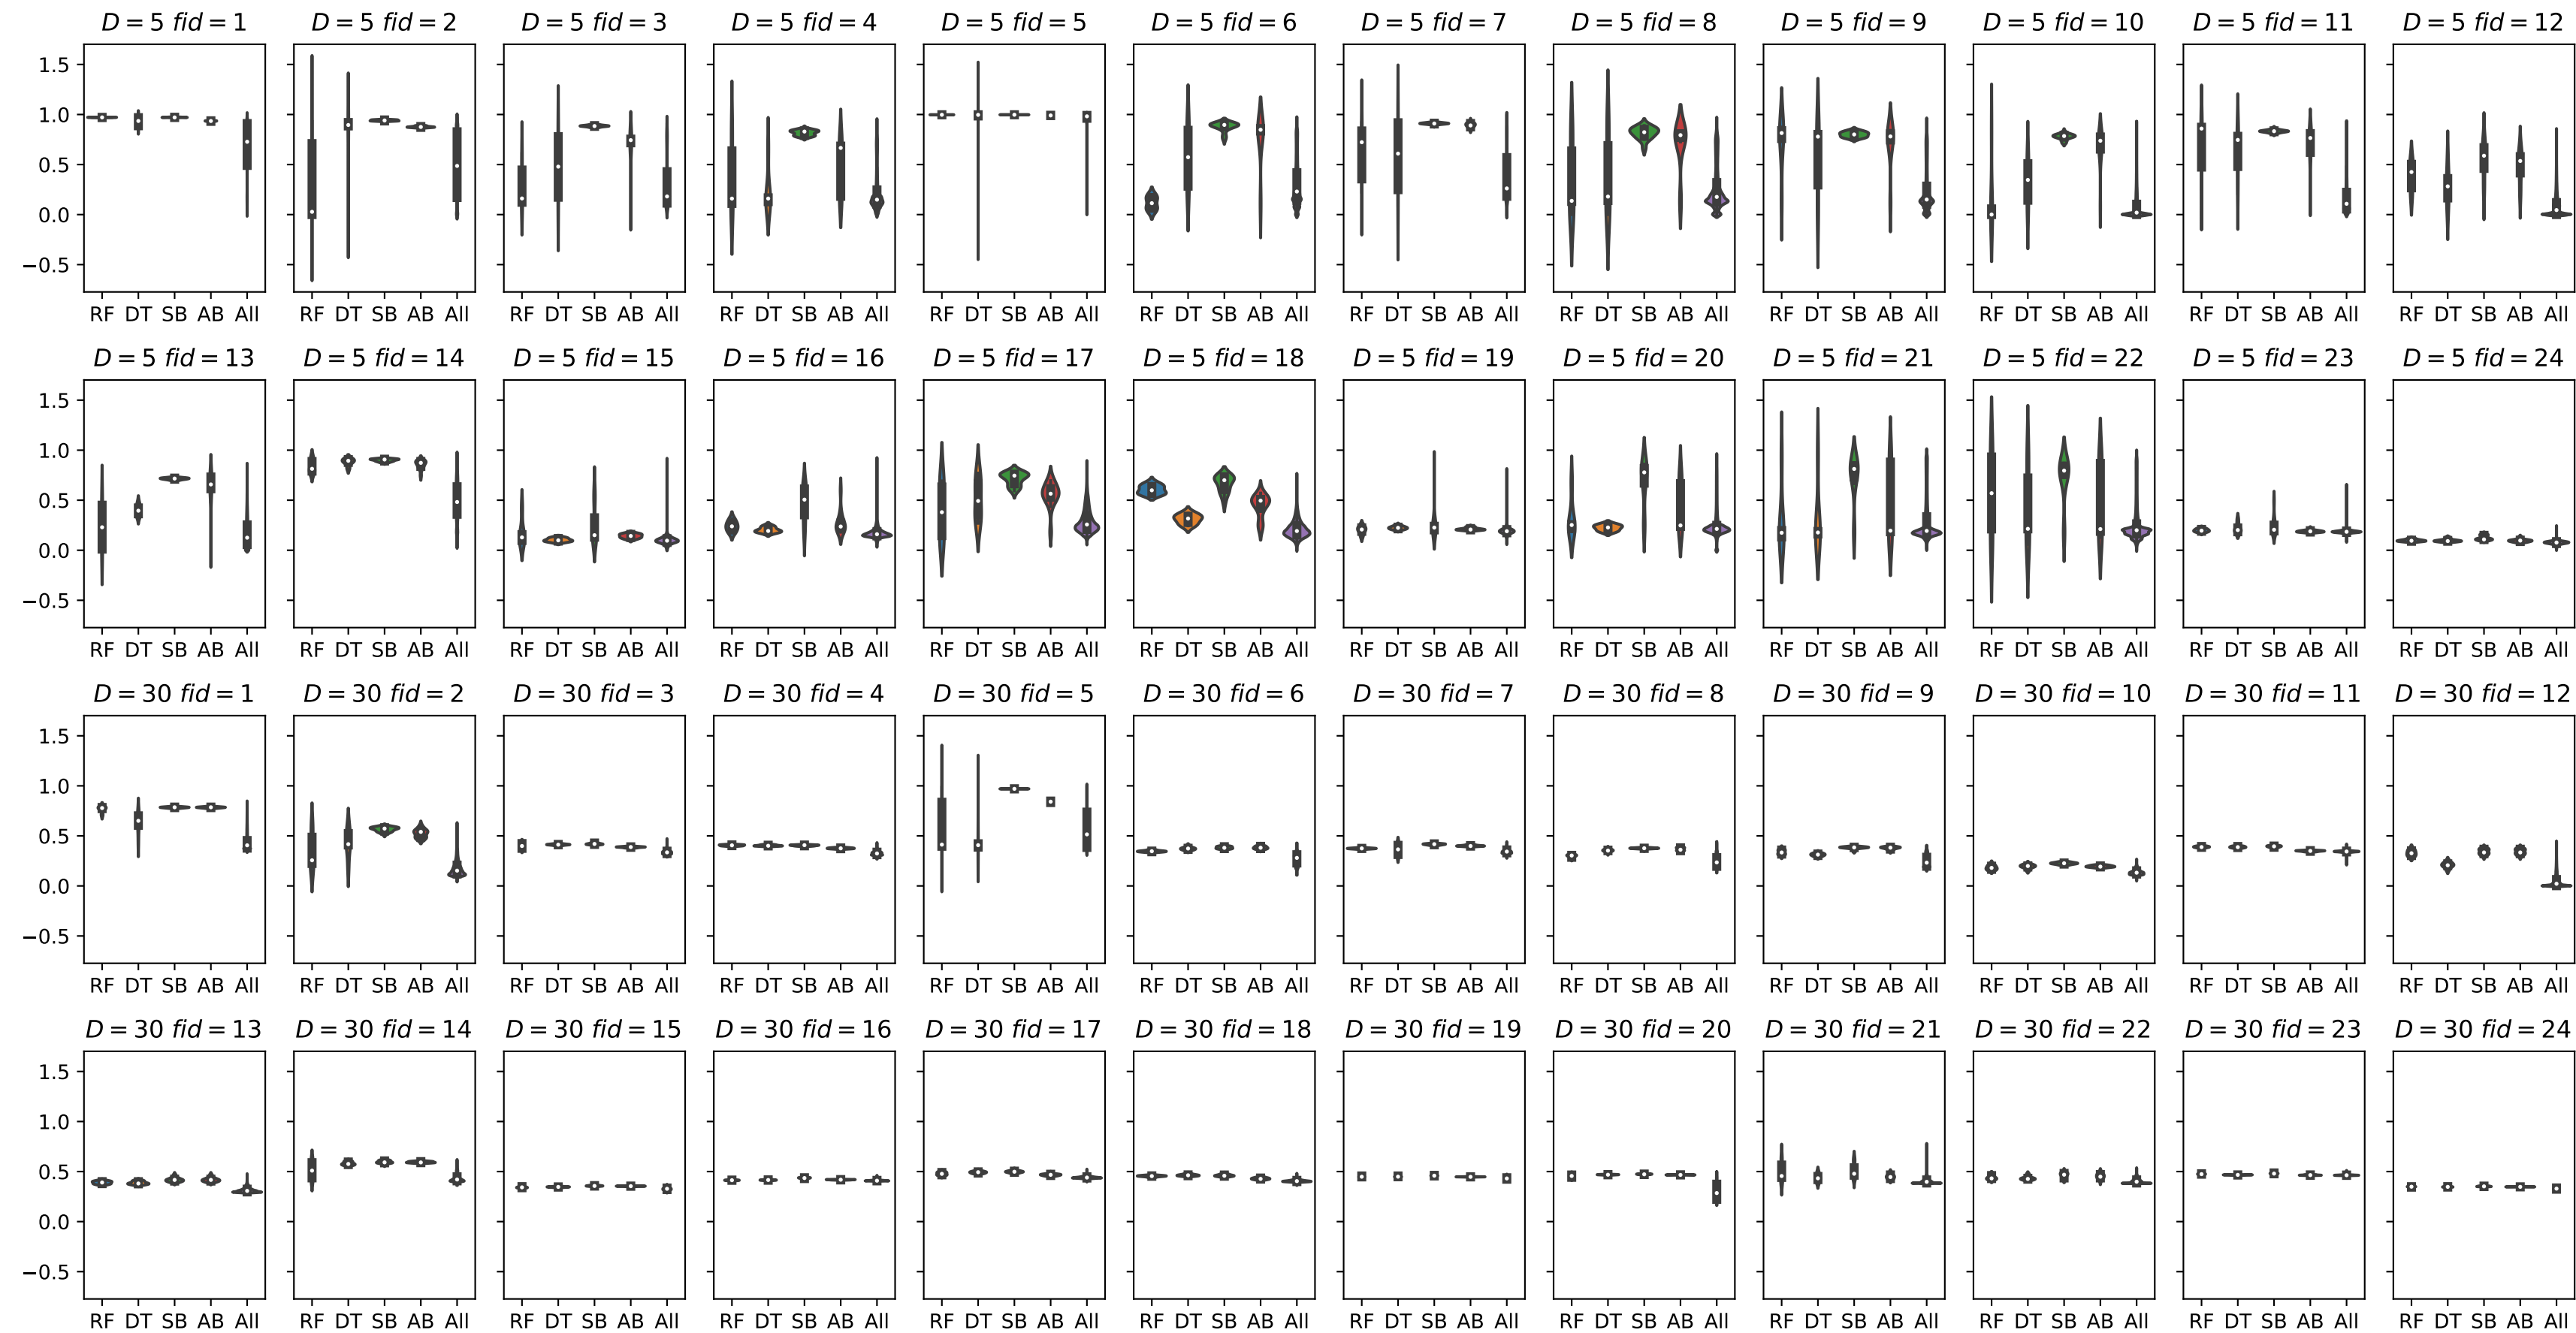 D = 5 fid = 1 D = 5 fid = 2 D = 5 fid = 3 D = 5 fid = 4 D = 5 fid = 5 D = 5 fid = 6 D = 5 fid = 7 D = 5 fid = 8 D = 5 fid = 9 D = 5 fid = 10 D = 5 fid = 11 D = 5 fid = 12
1.5
1.0
0.5
0.0
−0.5
RF DT SB AB All RF DT SB AB All RF DT SB AB All RF DT SB AB All RF DT SB AB All RF DT SB AB All RF DT SB AB All RF DT SB AB All RF DT SB AB All RF DT SB AB All RF DT SB AB All RF DT SB AB All
D = 5 fid = 13 D = 5 fid = 14 D = 5 fid = 15 D = 5 fid = 16 D = 5 fid = 17 D = 5 fid = 18 D = 5 fid = 19 D = 5 fid = 20 D = 5 fid = 21 D = 5 fid = 22 D = 5 fid = 23 D = 5 fid = 24
1.5
1.0
0.5
0.0
−0.5
RF DT SB AB All RF DT SB AB All RF DT SB AB All RF DT SB AB All RF DT SB AB All RF DT SB AB All RF DT SB AB All RF DT SB AB All RF DT SB AB All RF DT SB AB All RF DT SB AB All RF DT SB AB All
D = 30 fid = 1 D = 30 fid = 2 D = 30 fid = 3 D = 30 fid = 4 D = 30 fid = 5 D = 30 fid = 6 D = 30 fid = 7 D = 30 fid = 8 D = 30 fid = 9 D = 30 fid = 10 D = 30 fid = 11 D = 30 fid = 12
1.5
1.0
0.5
0.0
−0.5
RF DT SB AB All RF DT SB AB All RF DT SB AB All RF DT SB AB All RF DT SB AB All RF DT SB AB All RF DT SB AB All RF DT SB AB All RF DT SB AB All RF DT SB AB All RF DT SB AB All RF DT SB AB All
D = 30 fid = 13 D = 30 fid = 14 D = 30 fid = 15 D = 30 fid = 16 D = 30 fid = 17 D = 30 fid = 18 D = 30 fid = 19 D = 30 fid = 20 D = 30 fid = 21 D = 30 fid = 22 D = 30 fid = 23 D = 30 fid = 24
1.5
1.0
0.5
0.0
−0.5
RF DT SB AB All RF DT SB AB All RF DT SB AB All RF DT SB AB All RF DT SB AB All RF DT SB AB All RF DT SB AB All RF DT SB AB All RF DT SB AB All RF DT SB AB All RF DT SB AB All RF DT SB AB All